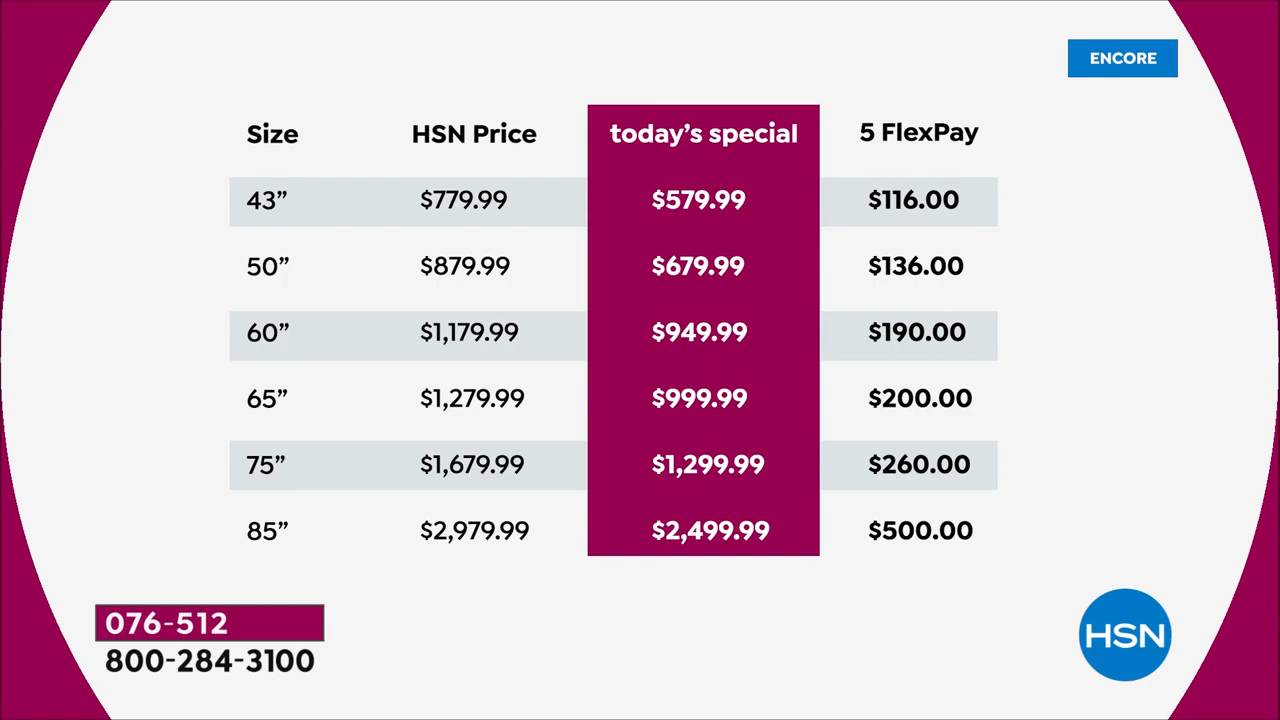 ENCORE
Size HSN Price today’s special 5 FlexPay
43” $779.99 $579.99 $116.00
50” $879.99 $679.99 $136.00
60” $1,179.99 $949.99 $190.00
65” $1,279.99 $999.99 $200.00
75” $1,679.99 $1,299.99 $260.00
85” $2,979.99 $2,499.99 $500.00
076-512
800-284-3100
HSN